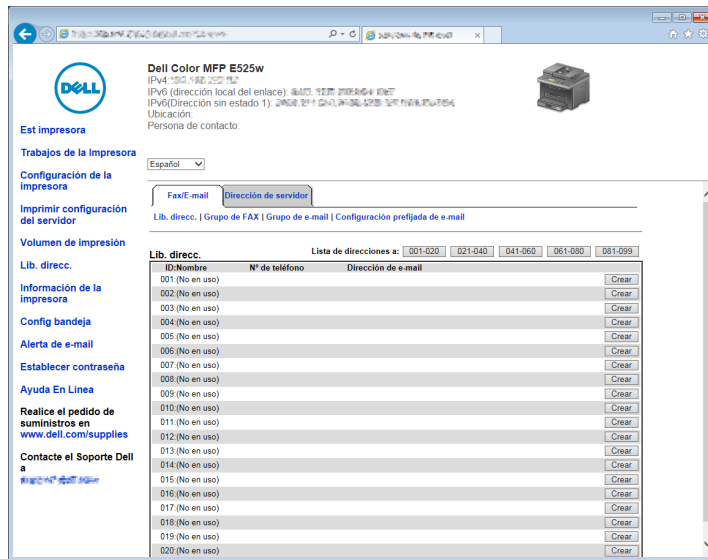 Dell Color MFP E525w
IPv4:
IPv6 (dirección local del enlace):
IPv6(Dirección sin estado 1):
Ubicación:
Persona de contacto:
DELL
Español
Est impresora
Trabajos de la Impresora
Configuración de la
impresora
Imprimir configuración
del servidor
Volumen de impresión
Lib. direcc.
Información de la
impresora
Config bandeja
Alerta de e-mail
Establecer contraseña
Ayuda En Linea
Realice el pedido de
suministros en
www.dell.com/supplies
Contacte el Soporte Dell
a
Fax/E-mail Dirección de servidor
Lib. direcc. | Grupo de FAX | Grupo de e-mail | Configuración prefijada de e-mail
Lib. direcc. Lista de direcciones a: 001-020 021-040 041-060 061-080 081-099
ID:Nombre Nº de teléfono Dirección de e-mail
001:(No en uso) Crear
002:(No en uso) Crear
003:(No en uso) Crear
004:(No en uso) Crear
005:(No en uso) Crear
006:(No en uso) Crear
007:(No en uso) Crear
008:(No en uso) Crear
009:(No en uso) Crear
010:(No en uso) Crear
011:(No en uso) Crear
012:(No en uso) Crear
013:(No en uso) Crear
014:(No en uso) Crear
015:(No en uso) Crear
016:(No en uso) Crear
017:(No en uso) Crear
018:(No en uso) Crear
019:(No en uso) Crear
020:(No en uso) Crear